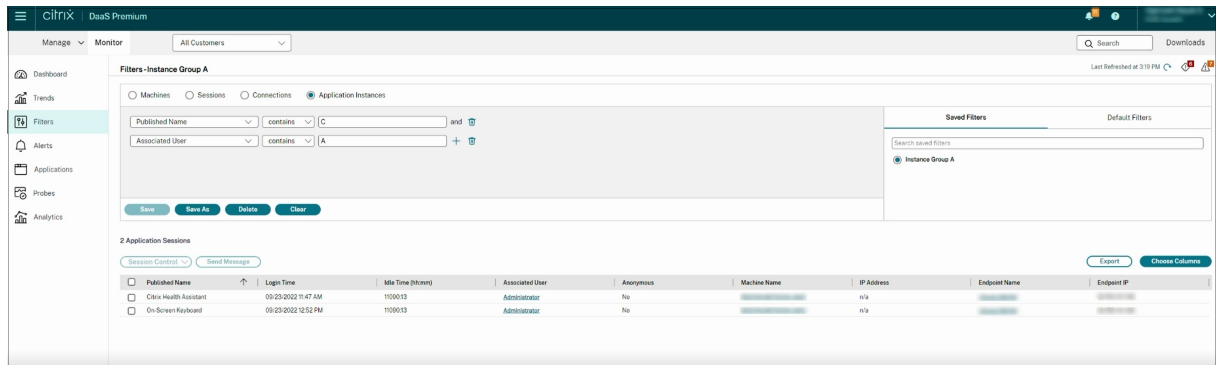 citrix | DaaS Premium
11
Manage Monitor All Customers Search Downloads
Dashboard
Trends
Filters
Alerts
Applications
Probes
Analytics
Filters - Instance Group A
Last Refreshed at 3:19 PM 6 7
Machines Sessions Connections Application Instances
Published Name contains C and
Associated User contains A
Saved Filters Default Filters
Search saved filters
Instance Group A
Save Save As Delete Clear
2 Application Sessions
Session Control Send Message Export Choose Columns
Published Name Login Time Idle Time (hh:mm) Associated User Anonymous Machine Name IP Address Endpoint Name Endpoint IP
Citrix Health Assistant 09/23/2022 11:47 AM 11090:13 Administrator No n/a
On-Screen Keyboard 09/23/2022 12:52 PM 11090:13 Administrator No n/a